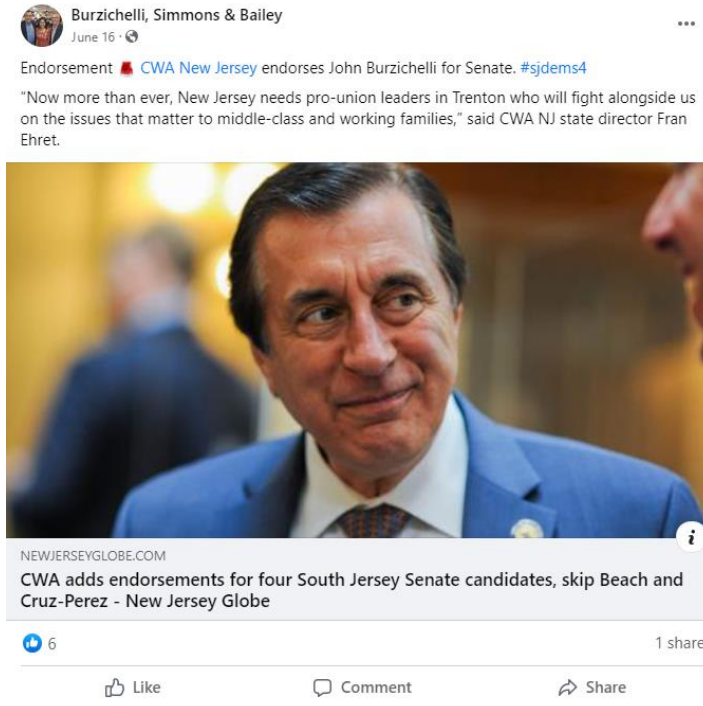 Burzichelli, Simmons & Bailey
June 16 ·
Endorsement CWA New Jersey endorses John Burzichelli for Senate. #sjdems4
“Now more than ever, New Jersey needs pro-union leaders in Trenton who will fight alongside us
on the issues that matter to middle-class and working families,” said CWA NJ state director Fran
Ehret.
i
NEWJERSEYGLOBE.COM
CWA adds endorsements for four South Jersey Senate candidates, skip Beach and
Cruz-Perez - New Jersey Globe
6 1 share
Like Comment Share